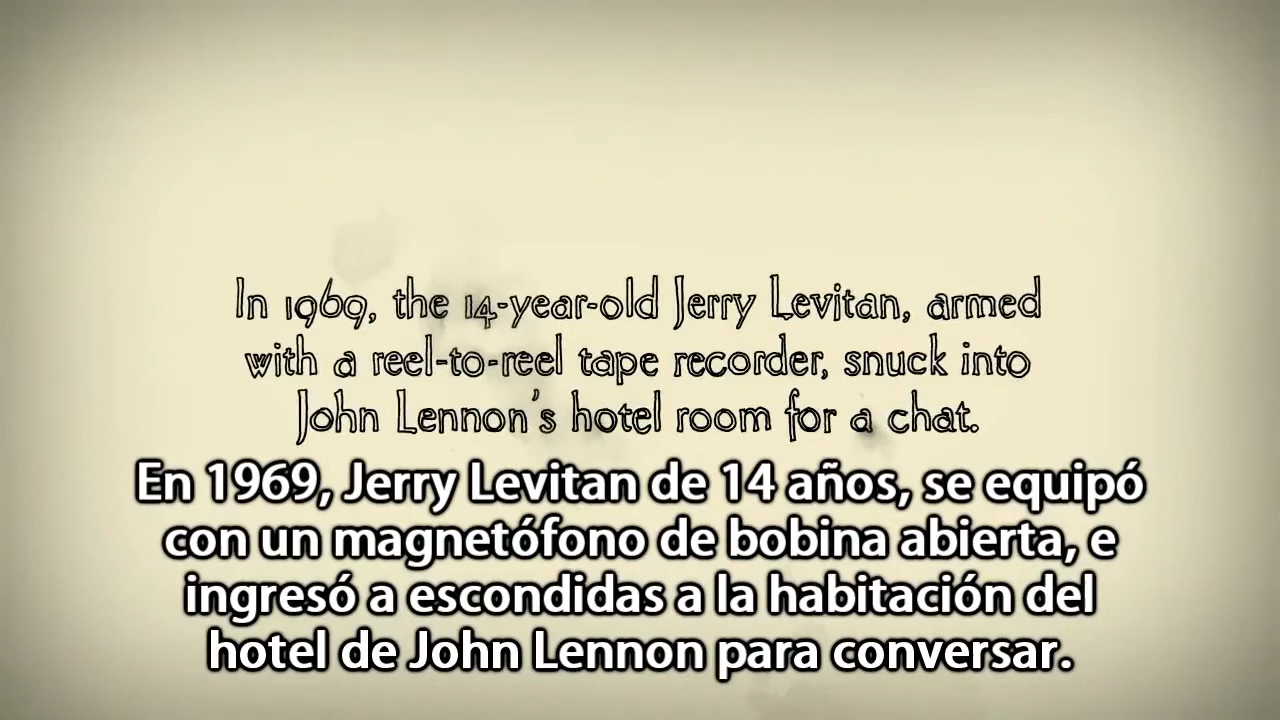 In 1969, the 14-year-old Jerry Levitan, armed
with a reel-to-reel tape recorder, snuck into
John Lennon's hotel room for a chat.
En 1969, Jerry Levitan de 14 años, se equipó
con un magnetófono de bobina abierta, e
ingresó a escondidas a la habitación del
hotel de John Lennon para conversar.